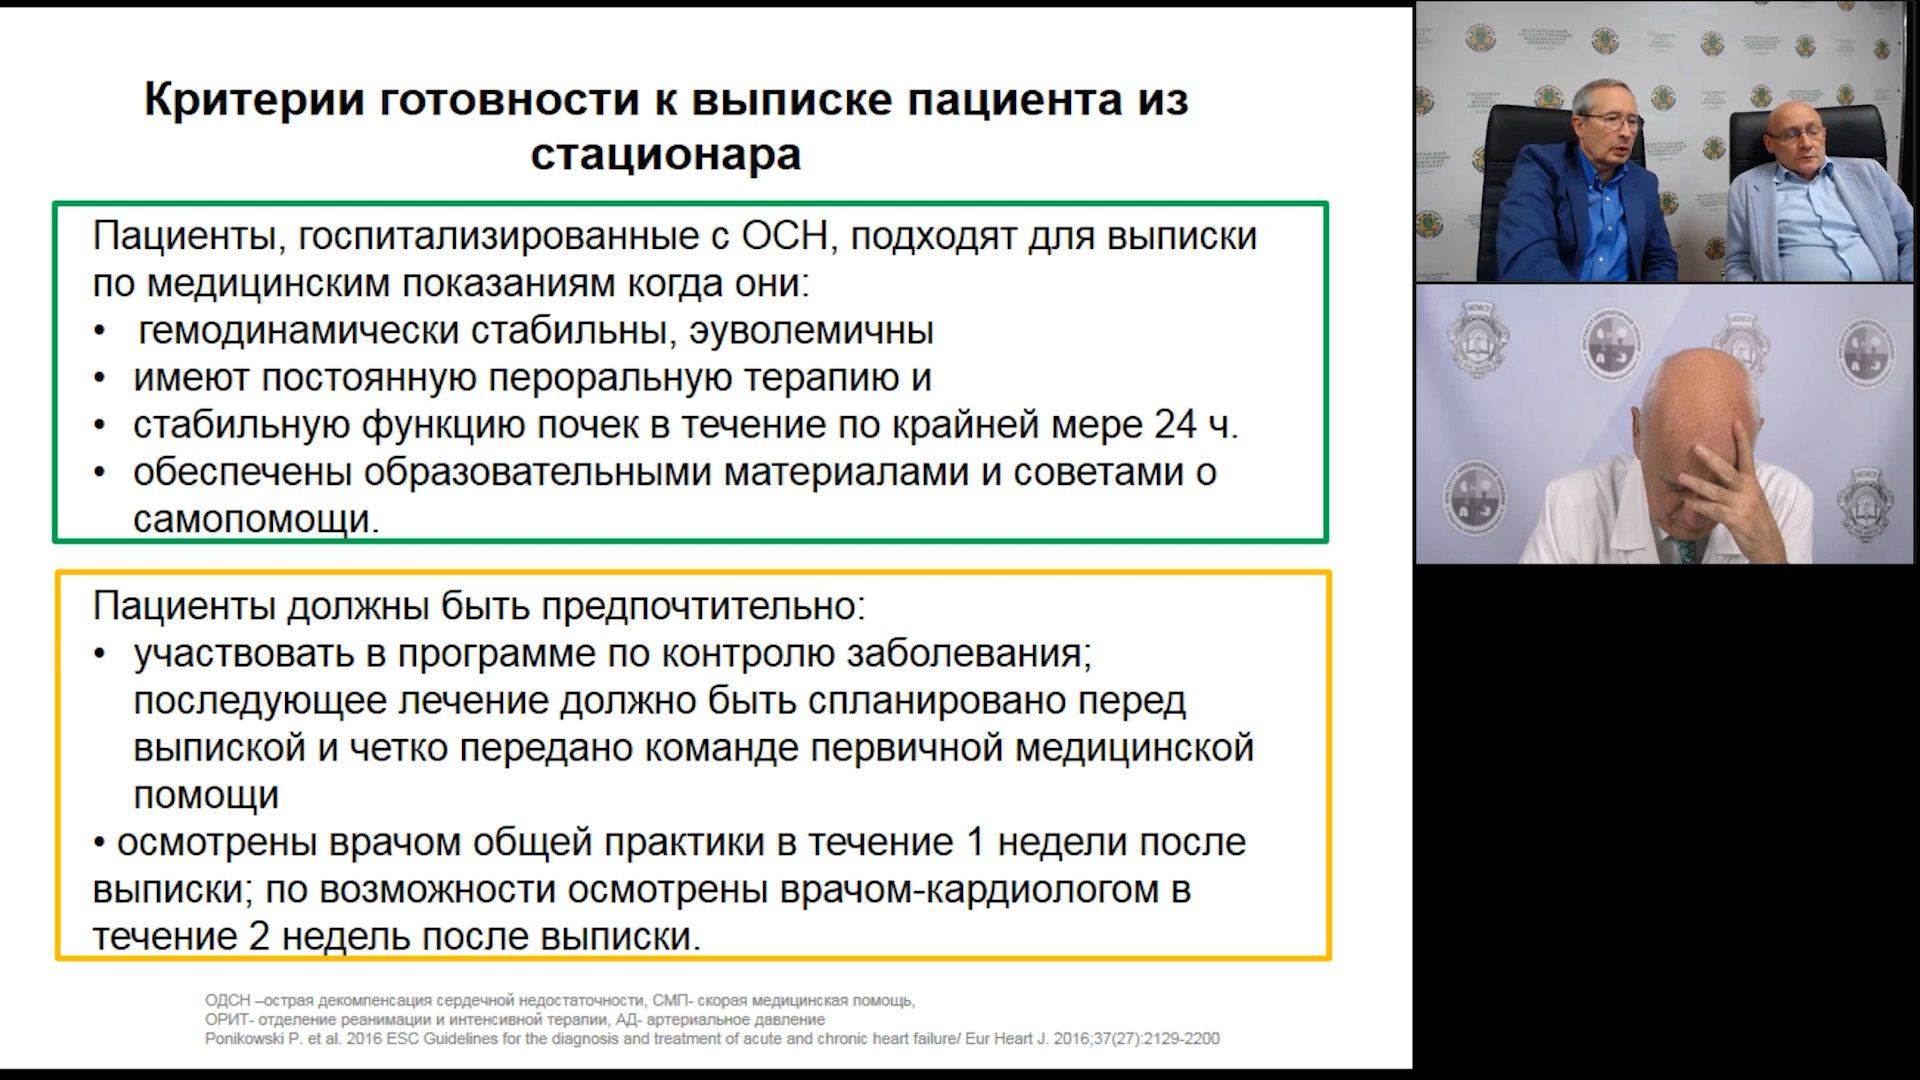 Критерии готовности к выписке пациента из
стационара
Пациенты, госпитализированные с ОСН, подходят для выписки
по медицинским показаниям когда они:
• гемодинамически стабильны, эуволемичны
• имеют постоянную пероральную терапию и
• стабильную функцию почек в течение по крайней мере 24 ч.
• обеспечены образовательными материалами и советами о
самопомощи.
Пациенты должны быть предпочтительно:
• участвовать в программе по контролю заболевания;
последующее лечение должно быть спланировано перед
выпиской и четко передано команде первичной медицинской
помощи
• осмотрены врачом общей практики в течение 1 недели после
выписки; по возможности осмотрены врачом-кардиологом в
течение 2 недель после выписки.
ОДСН –острая декомпенсация сердечной недостаточности, СМП- скорая медицинская помощь,
ОРИТ- отделение реанимации и интенсивной терапии, АД- артериальное давление
Ponikowski P. et al. 2016 ESC Guidelines for the diagnosis and treatment of acute and chronic heart failure/ Eur Heart J. 2016;37(27):2129-2200